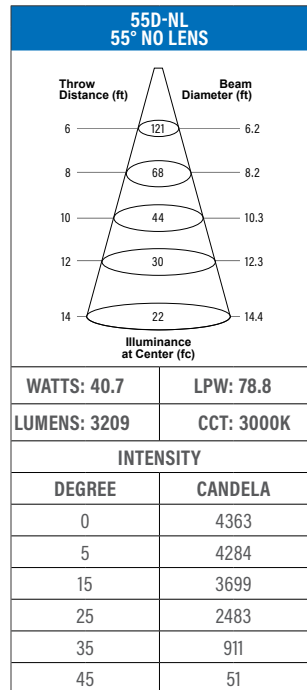 55D-NL
55° NO LENS
Throw Distance (ft)
Beam Diameter (ft)
6 121 6.2
8 68 8.2
10 44 10.3
12 30 12.3
14 22 14.4
Illuminance
at Center (fc)
WATTS: 40.7 LPW: 78.8
LUMENS: 3209 CCT: 3000K
INTENSITY
DEGREE CANDELA
0 4363
5 4284
15 3699
25 2483
35 911
45 51